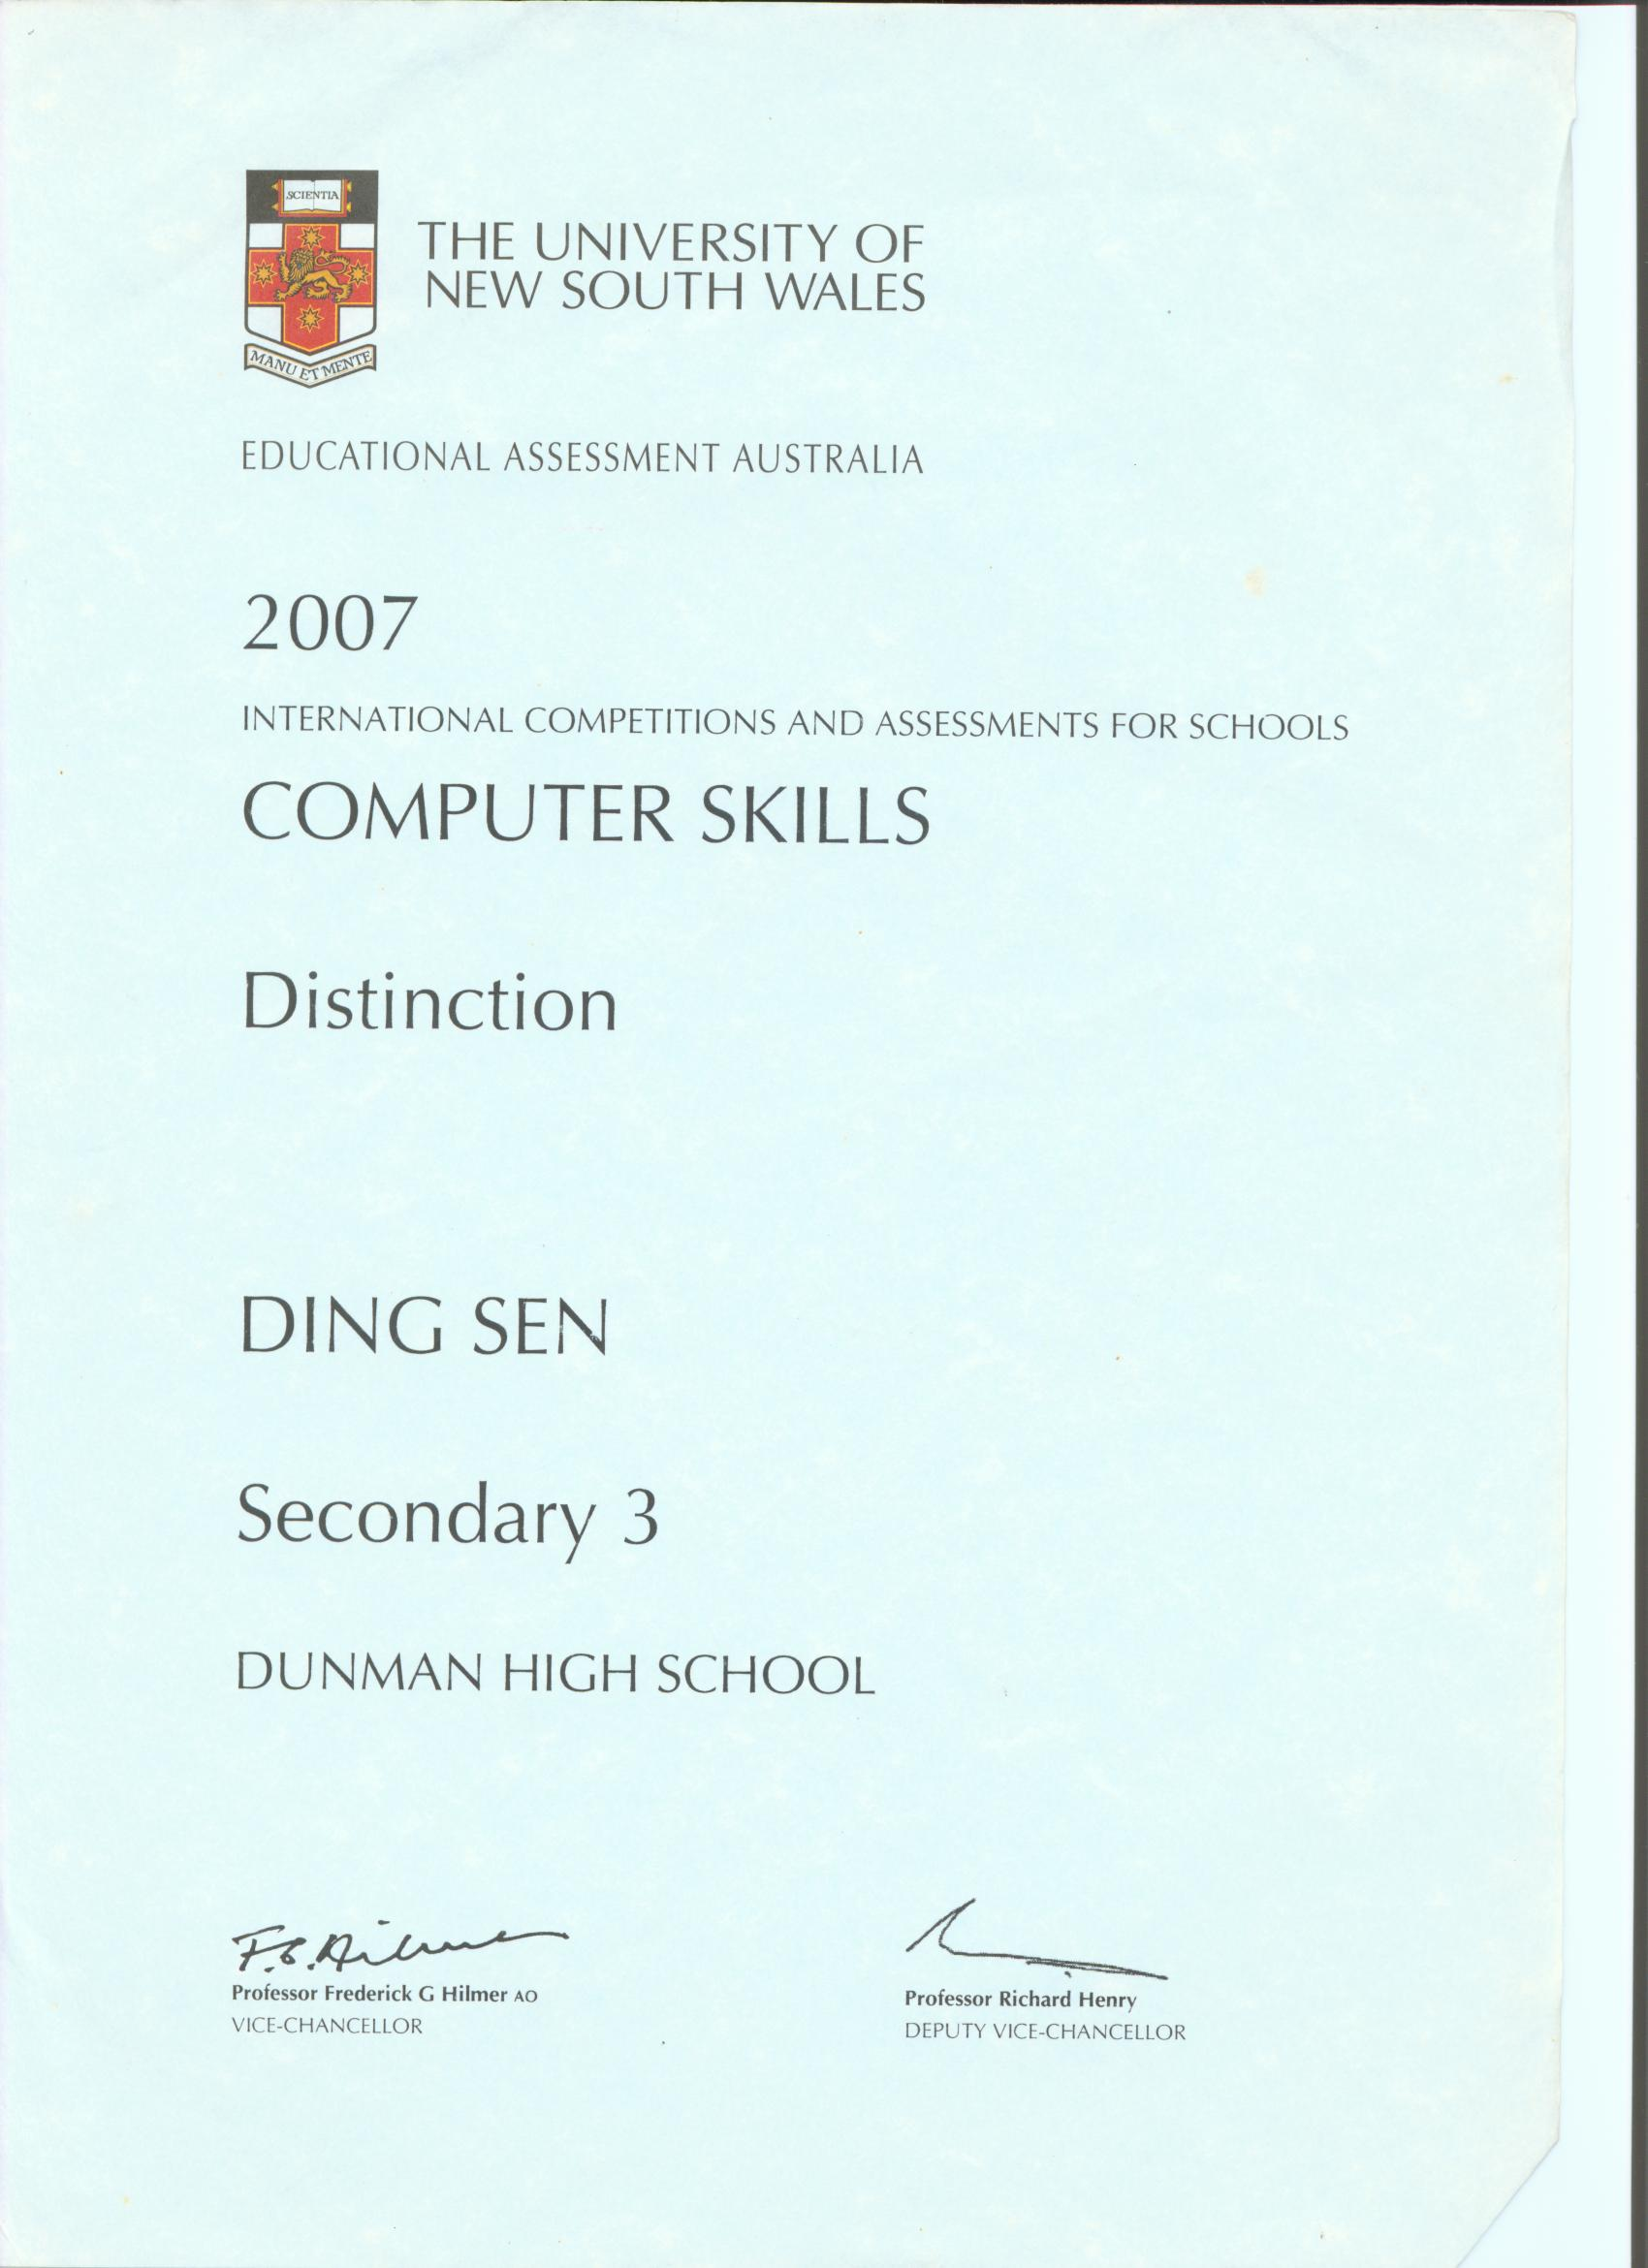 SCIENTIA
THE UNIVERSITY OF
NEW SOUTH WALES
MANU ET MENTE
EDUCATIONAL ASSESSMENT AUSTRALIA
2007
INTERNATIONAL COMPETITIONS AND ASSESSMENTS FOR SCHOOLS
COMPUTER SKILLS
Distinction
DING SEN
Secondary 3
DUNMAN HIGH SCHOOL
F.G. Hilmer
Professor Frederick G Hilmer AO
VICE-CHANCELLOR
Professor Richard Henry
DEPUTY VICE-CHANCELLOR